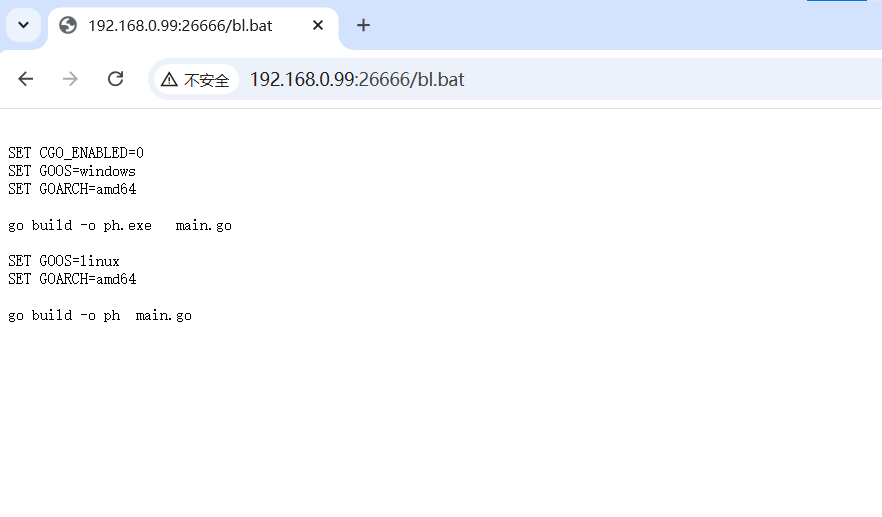 192.168.0.99:26666/bl.bat
不安全 192.168.0.99:26666/bl.bat
SET CGO_ENABLED=0
SET GOOS=windows
SET GOARCH=amd64
go build -o ph.exe   main.go
SET GOOS=linux
SET GOARCH=amd64
go build -o ph  main.go